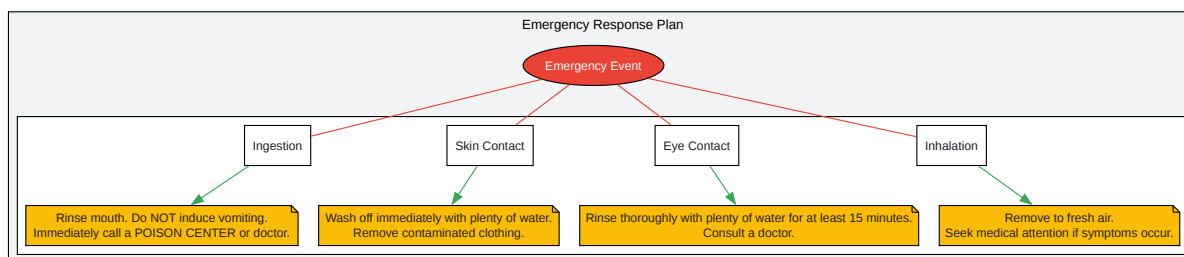 Emergency Response Plan
Emergency Event
Ingestion
Skin Contact
Eye Contact
Inhalation
Rinse mouth. Do NOT induce vomiting.
Immediately call a POISON CENTER or doctor.
Wash off immediately with plenty of water.
Remove contaminated clothing.
Rinse thoroughly with plenty of water for at least 15 minutes.
Consult a doctor.
Remove to fresh air.
Seek medical attention if symptoms occur.